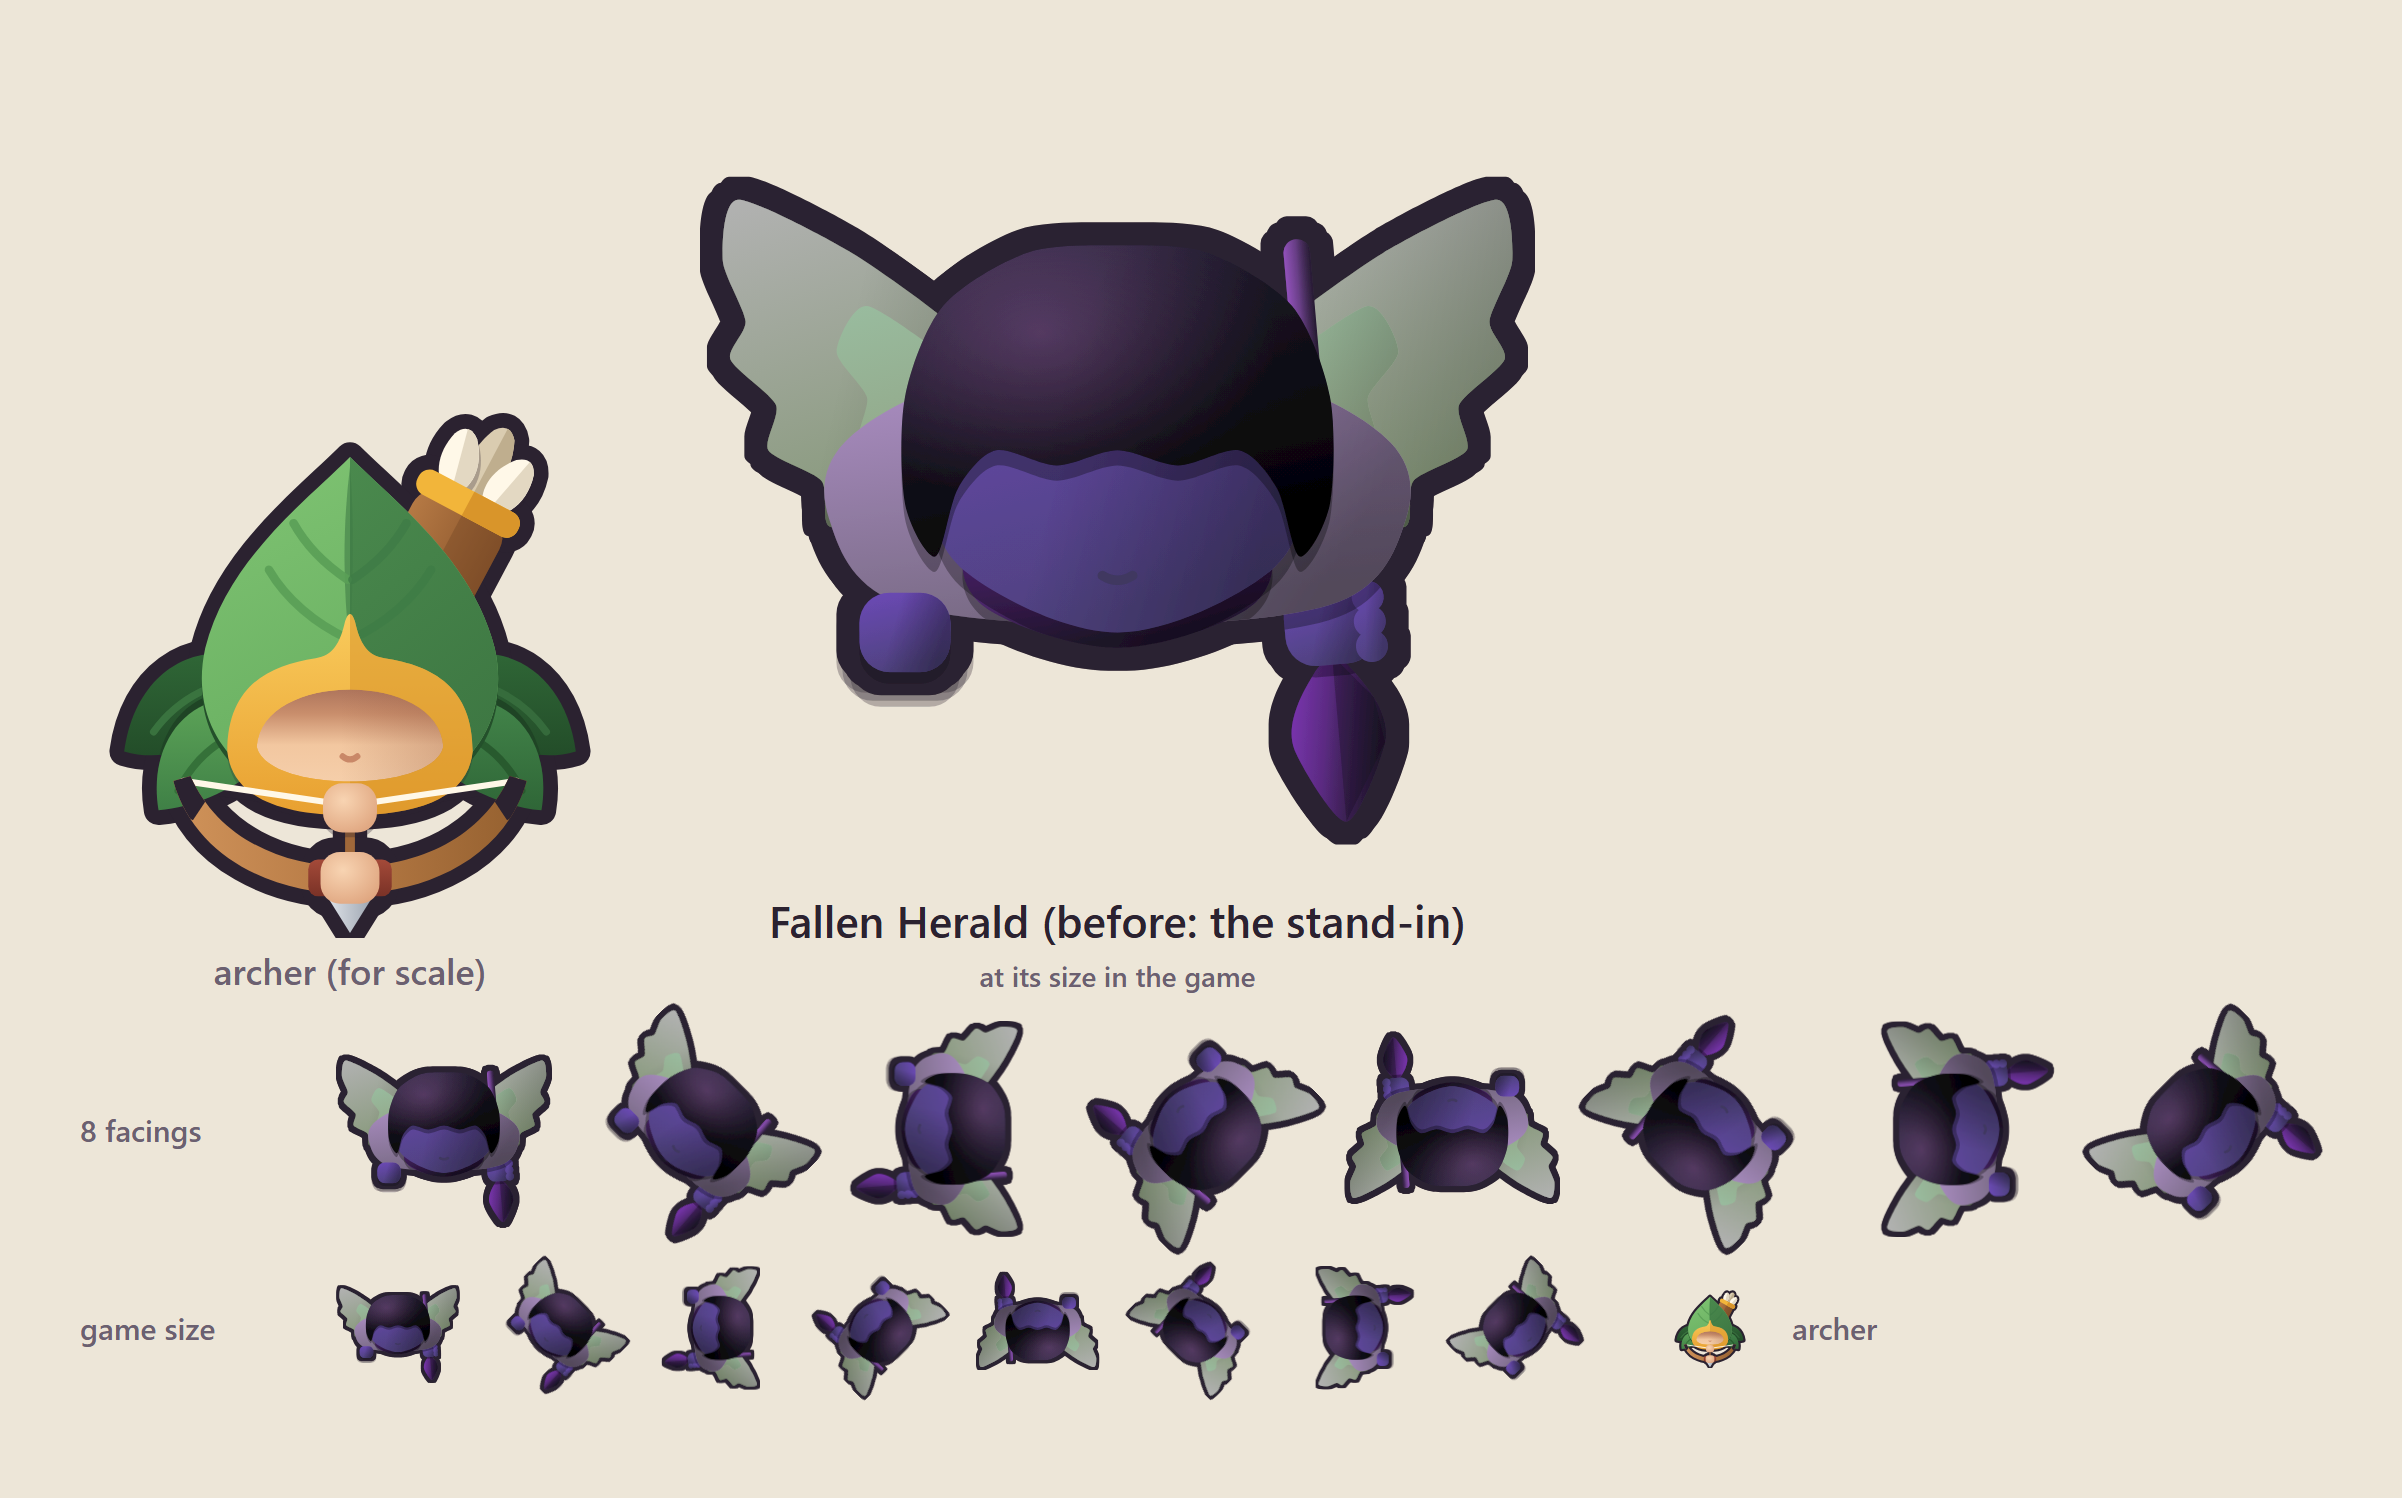 Fallen Herald (before: the stand-in)
archer (for scale)
at its size in the game
8 facings
game size
archer